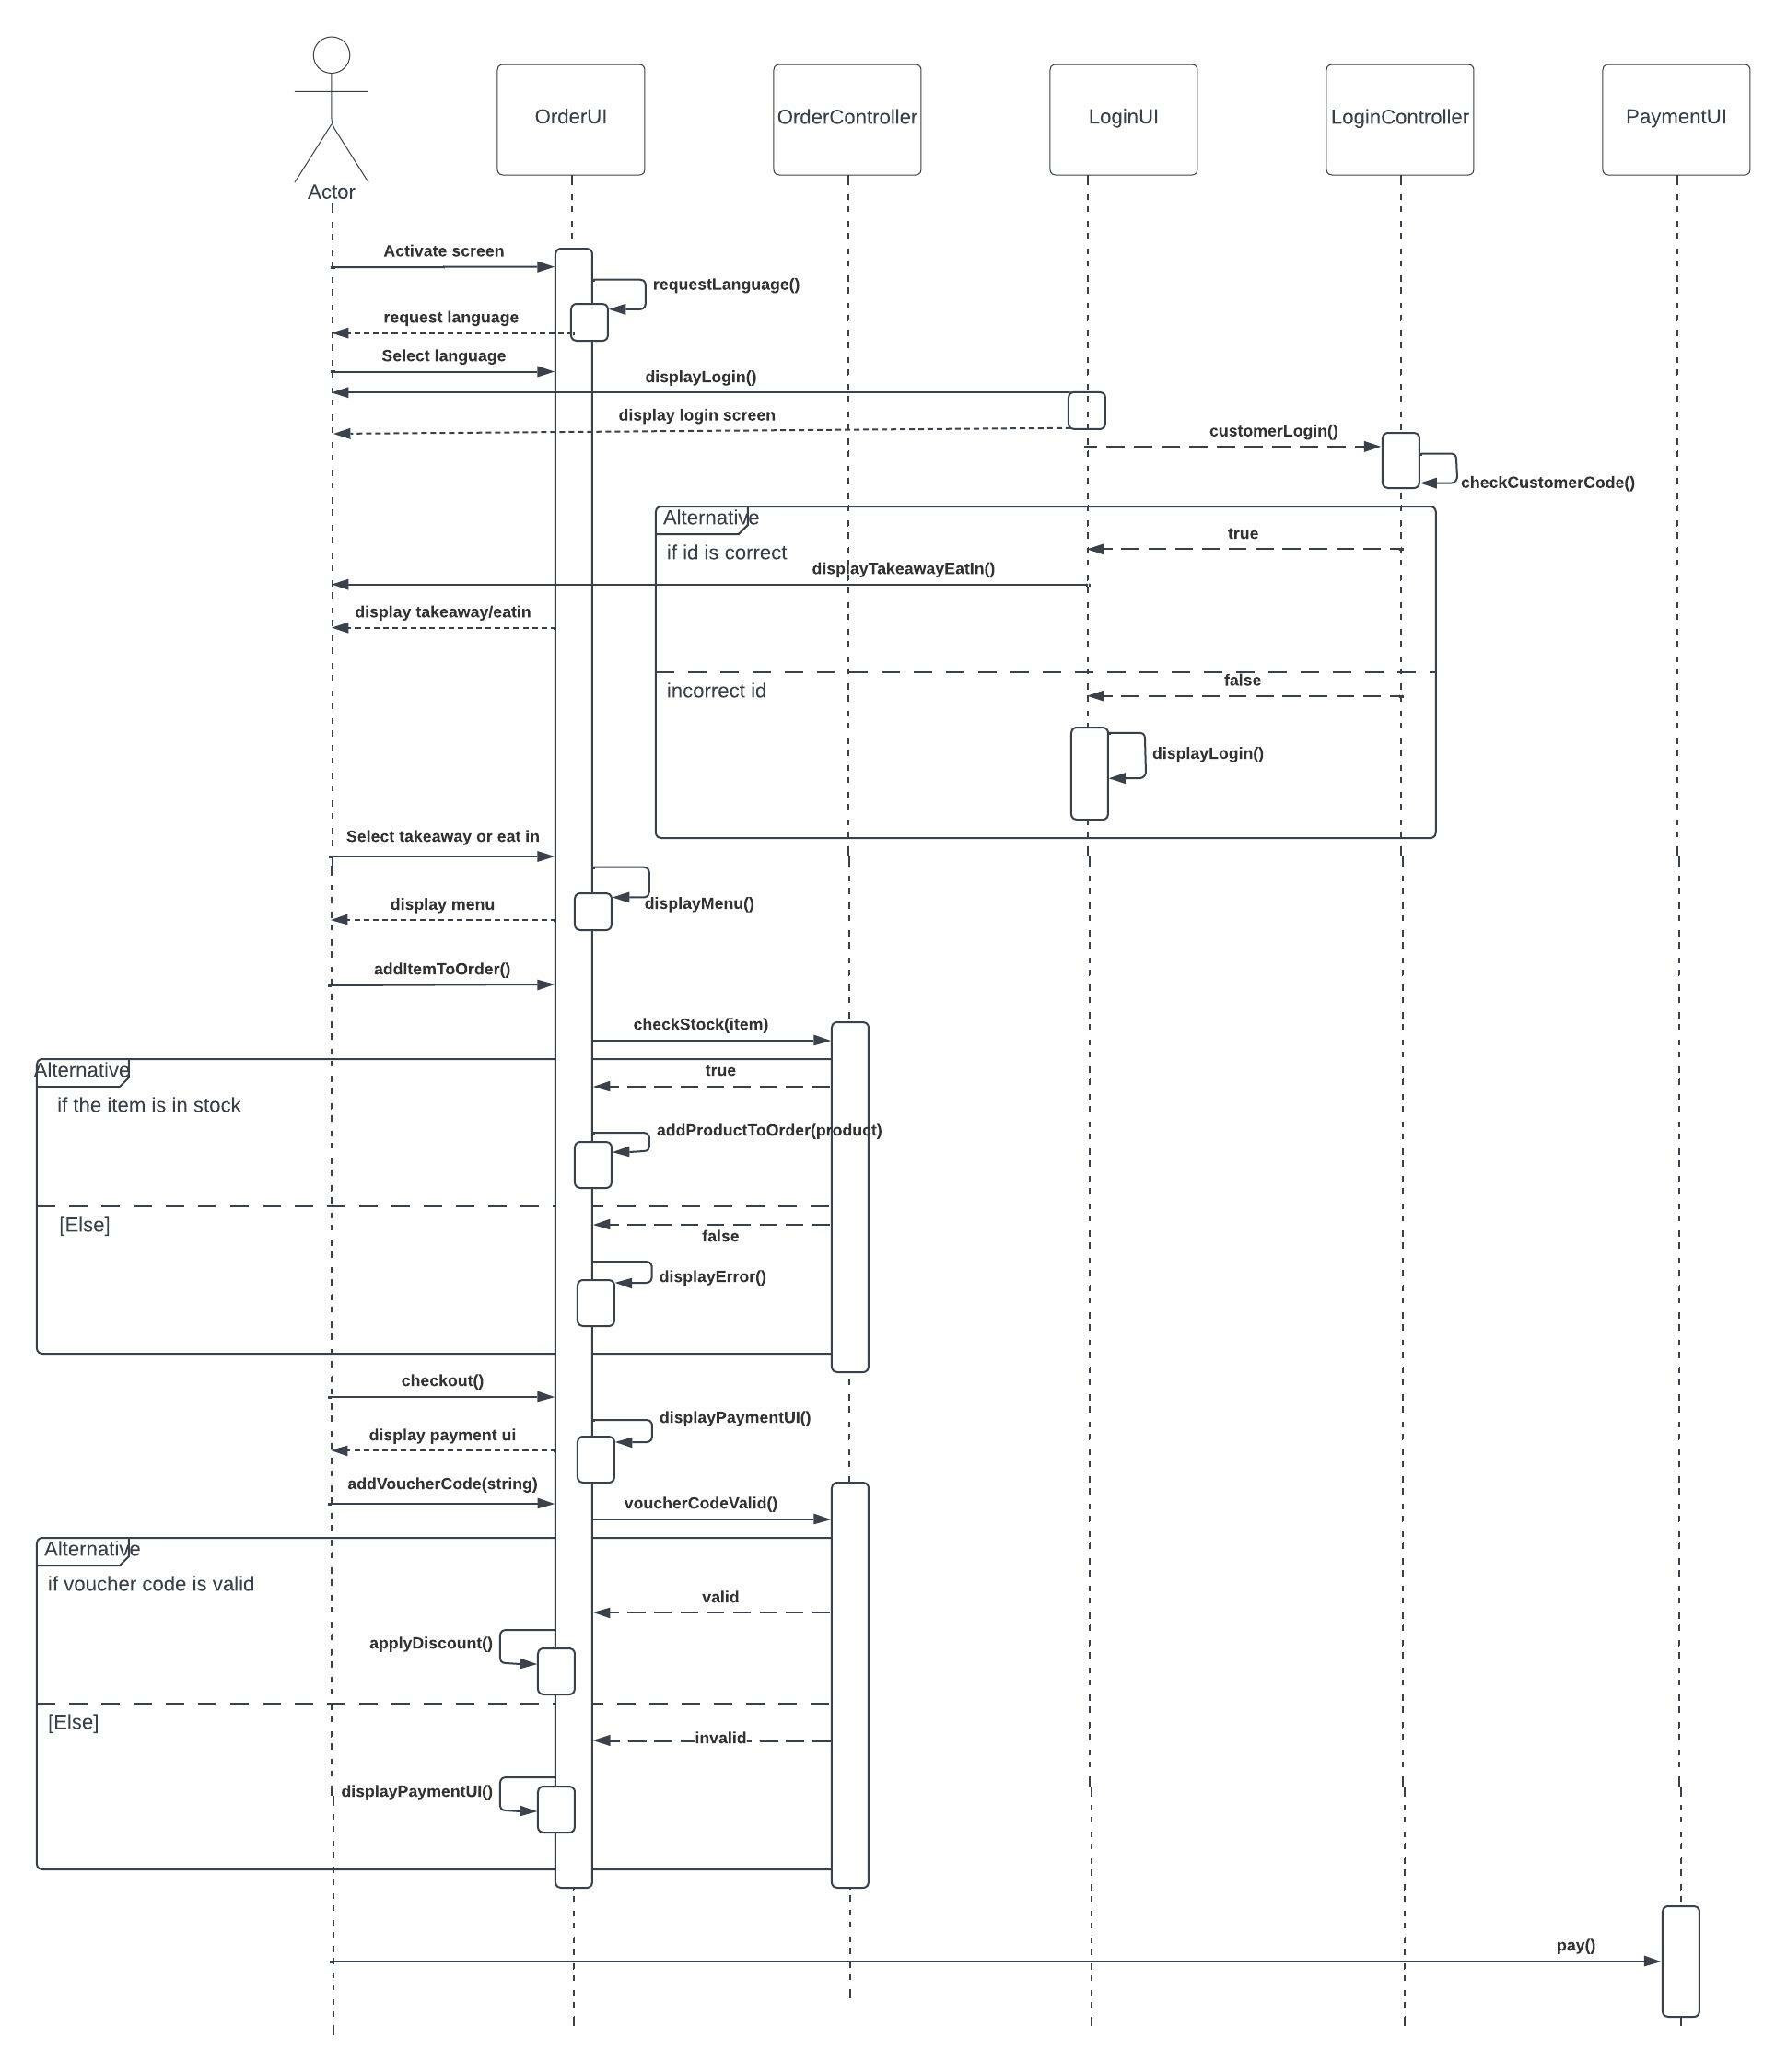 Actor
OrderUI
OrderController
LoginUI
LoginController
PaymentUI
Activate screen
requestLanguage()
request language
Select language
displayLogin()
display login screen
customerLogin()
checkCustomerCode()
Alternative
if id is correct
true
displayTakeawayEatIn()
display takeaway/eatin
incorrect id
false
displayLogin()
Select takeaway or eat in
displayMenu()
display menu
addItemToOrder()
checkStock(item)
Alternative
if the item is in stock
true
addProductToOrder(product)
[Else]
false
displayError()
checkout()
displayPaymentUI()
display payment ui
addVoucherCode(string)
voucherCodeValid()
Alternative
if voucher code is valid
valid
applyDiscount()
[Else]
invalid
displayPaymentUI()
pay()